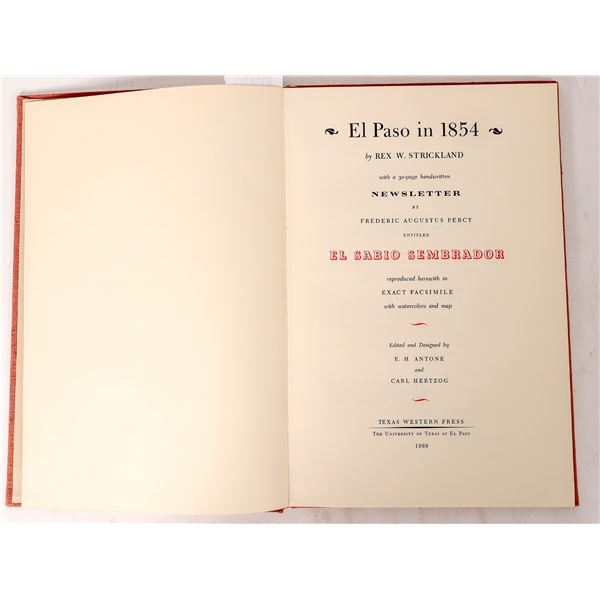 El Paso in 1854
by REX W. STRICKLAND
with a 30-page handwritten
NEWSLETTER
BY
FREDERIC AUGUSTUS PERCY
ENTITLED
EL SABIO SEMBRADOR
reproduced herewith in
EXACT FACSIMILE
with watercolors and map
Edited and Designed by
E. H. ANTONE
and
CARL HERTZOG
TEXAS WESTERN PRESS
THE UNIVERSITY OF TEXAS AT EL PASO
1969